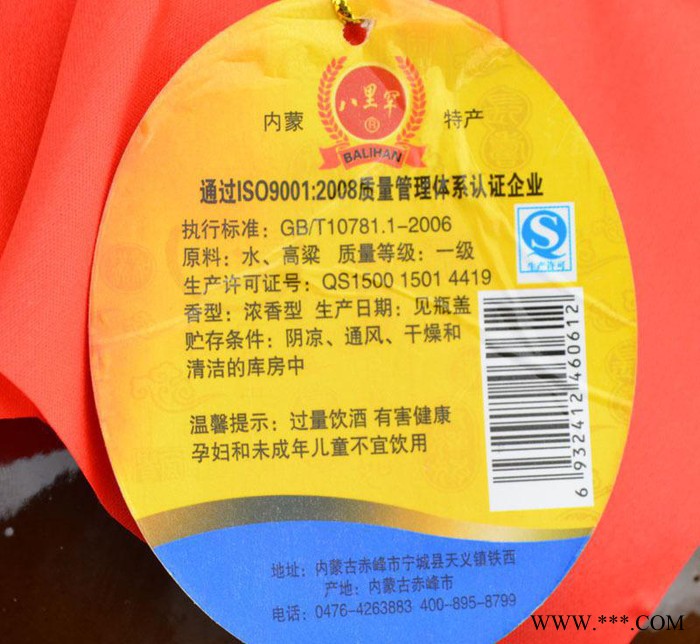 内蒙 八里罕 特产
®
BALIHAN
通过ISO9001:2008质量管理体系认证企业
执行标准：GB/T10781.1-2006
原料：水、高粱 质量等级：一级
生产许可证号：QS1500 1501 4419
香型：浓香型 生产日期：见瓶盖
贮存条件：阴凉、通风、干燥和
清洁的库房中
生产许可
6 932412 460612
温馨提示：过量饮酒 有害健康
孕妇和未成年儿童不宜饮用
地址：内蒙古赤峰市宁城县天义镇铁西
产地：内蒙古赤峰市
电话：0476-4263883 400-895-8799
WWW.***.COM